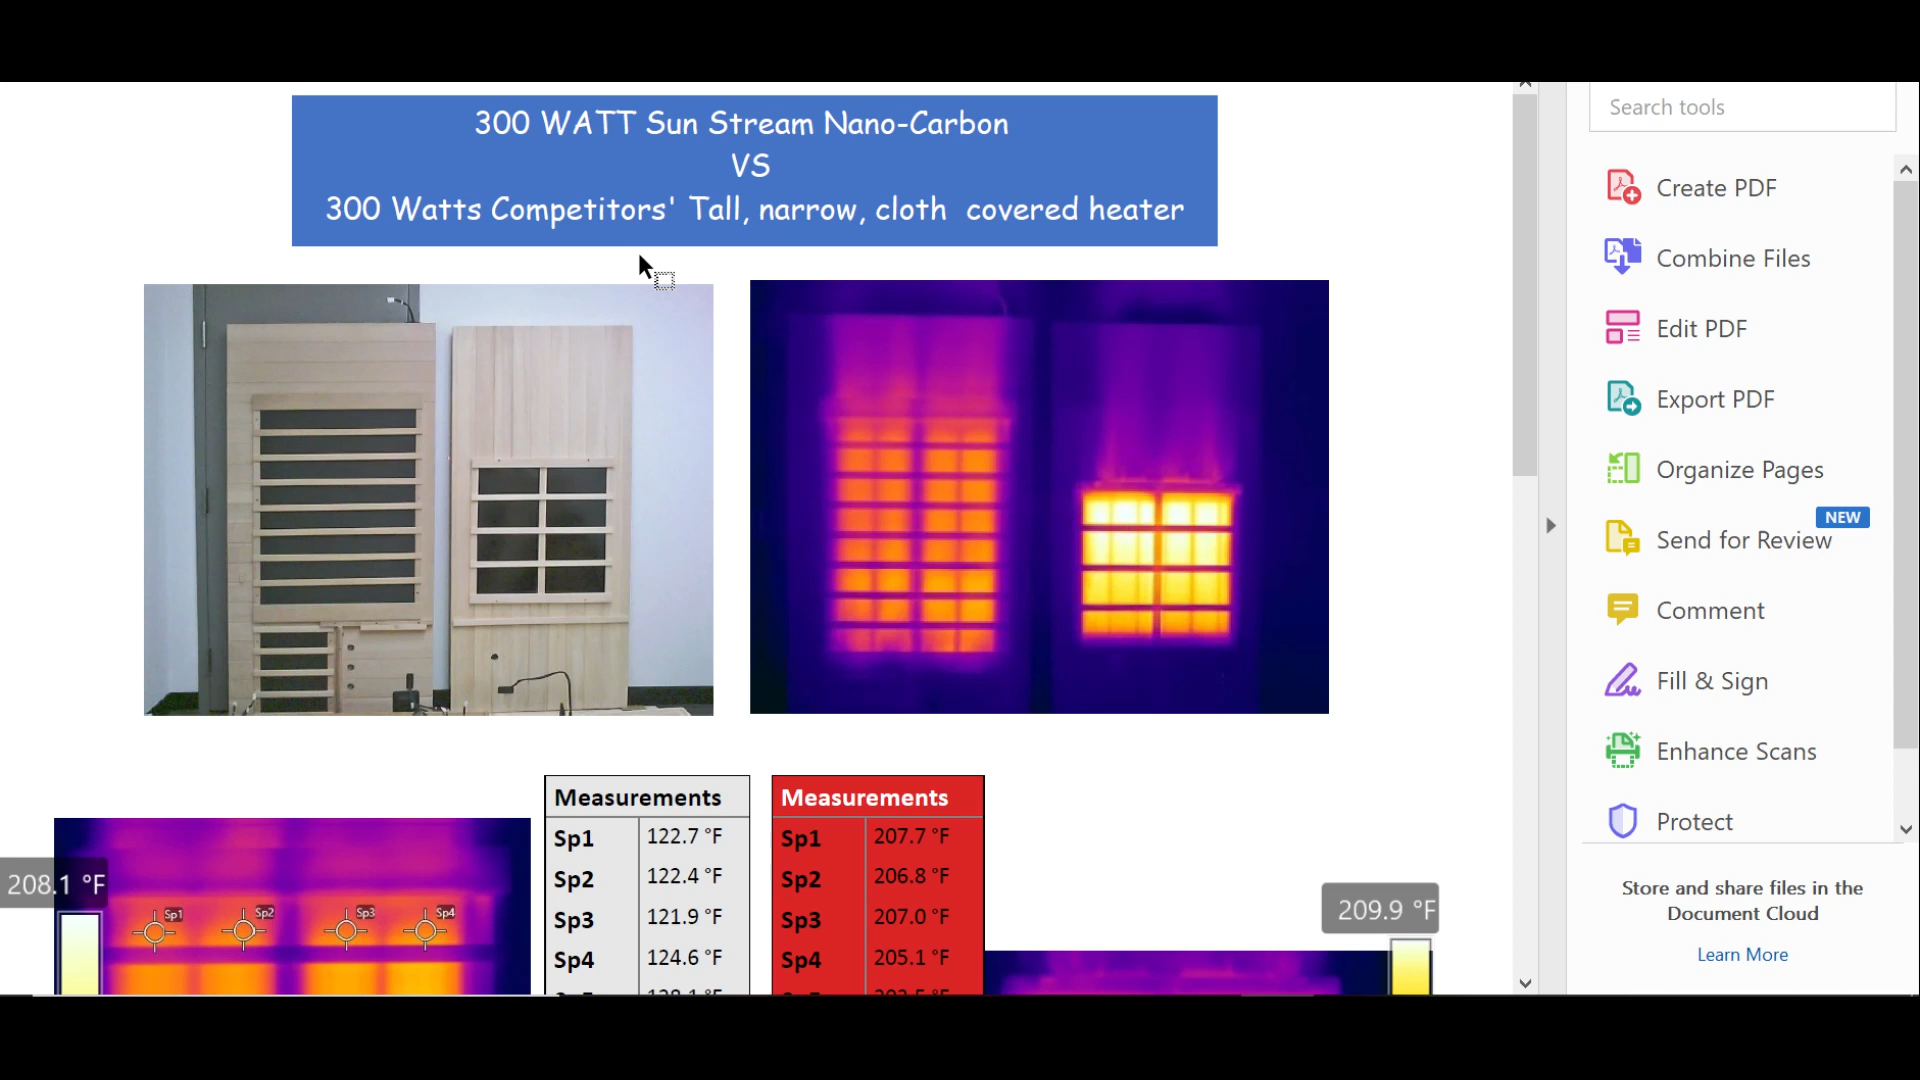 300 WATT Sun Stream Nano-Carbon
VS
300 Watts Competitors' Tall, narrow, cloth covered heater
Measurements
Sp1 122.7 °F
Sp2 122.4 °F
Sp3 121.9 °F
Sp4 124.6 °F
Measurements
Sp1 207.7 °F
Sp2 206.8 °F
Sp3 207.0 °F
Sp4 205.1 °F
208.1 °F
Sp1 Sp2 Sp3 Sp4
209.9 °F
Search tools
Create PDF
Combine Files
Edit PDF
Export PDF
Organize Pages
NEW
Send for Review
Comment
Fill & Sign
Enhance Scans
Protect
Store and share files in the
Document Cloud
Learn More